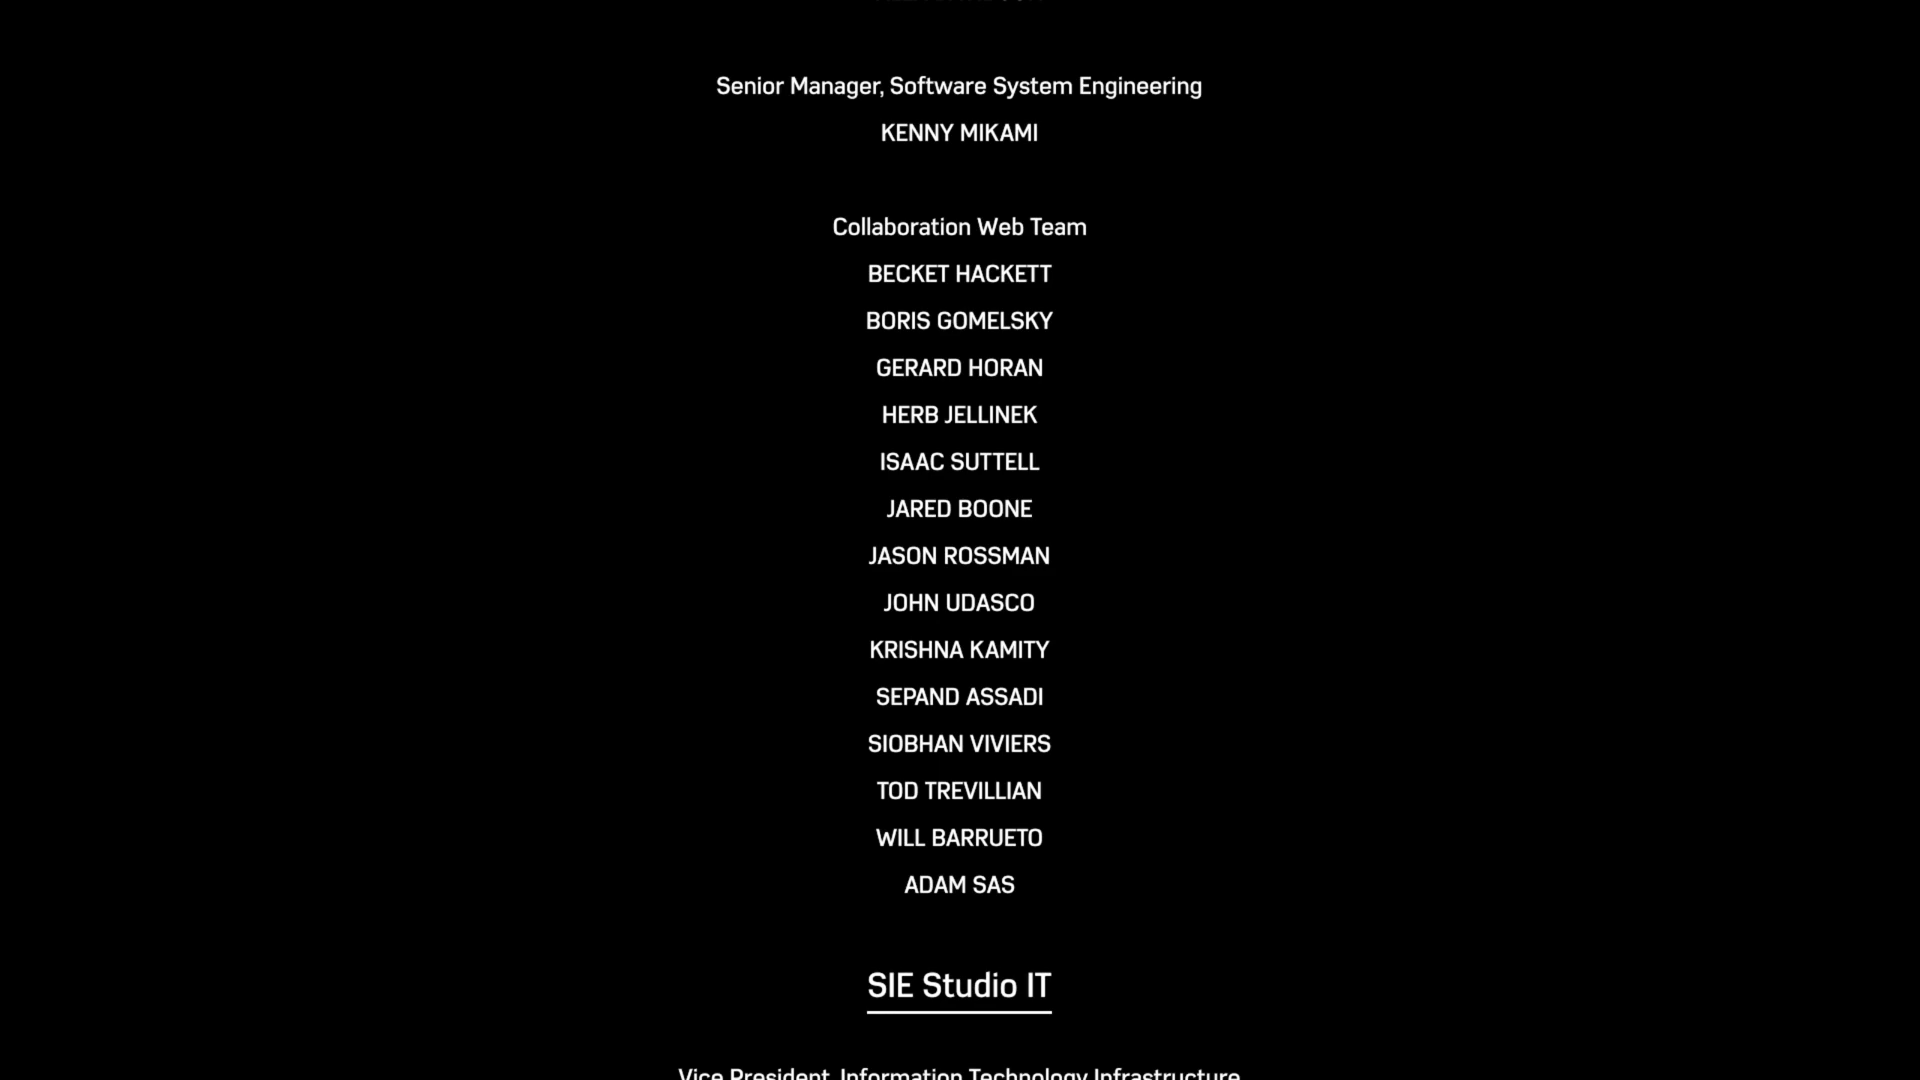 Senior Manager, Software System Engineering
KENNY MIKAMI
Collaboration Web Team
BECKET HACKETT
BORIS GOMELSKY
GERARD HORAN
HERB JELLINEK
ISAAC SUTTELL
JARED BOONE
JASON ROSSMAN
JOHN UDASCO
KRISHNA KAMITY
SEPAND ASSADI
SIOBHAN VIVIERS
TOD TREVILLIAN
WILL BARRUETO
ADAM SAS
SIE Studio IT
Vice President, Information Technology Infrastructure